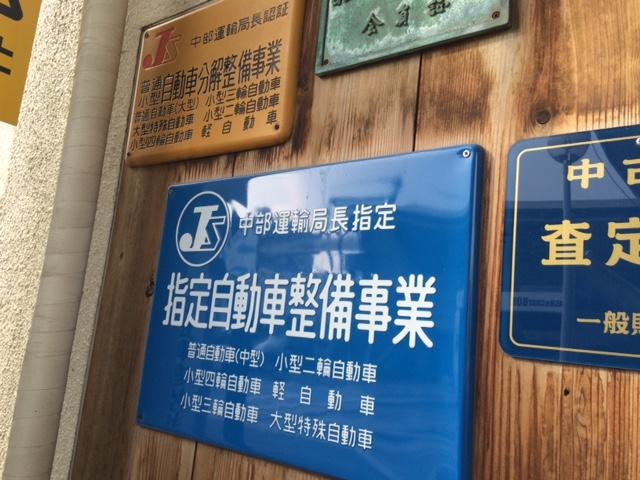 中部運輸局長認証
普通
小型
自動車分解整備事業
普通自動車(大型) 小型三輪自動車
大型特殊自動車 小型二輪自動車
小型四輪自動車 軽自動車
会員証
中部運輸局長指定
指定自動車整備事業
普通自動車(中型) 小型二輪自動車
小型四輪自動車 軽自動車
小型三輪自動車 大型特殊自動車
中古
査定
一般財